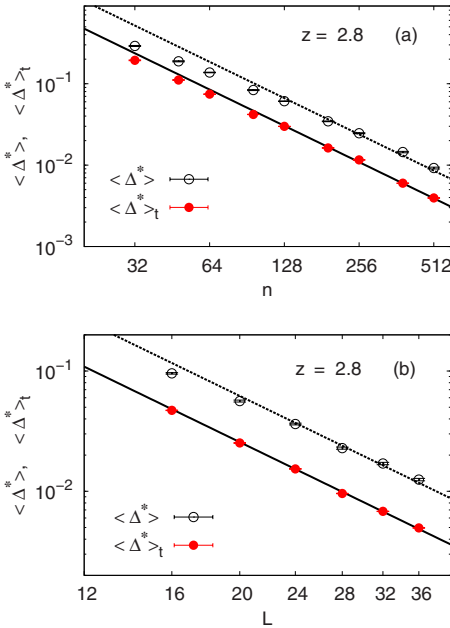 z = 2.8 (a)
< Δ* >, < Δ* >t
10⁻¹
10⁻²
10⁻³
< Δ* >
< Δ* >t
32 64 128 256 512
n
z = 2.8 (b)
< Δ* >, < Δ* >t
10⁻¹
10⁻²
< Δ* >
< Δ* >t
12 16 20 24 28 32 36
L